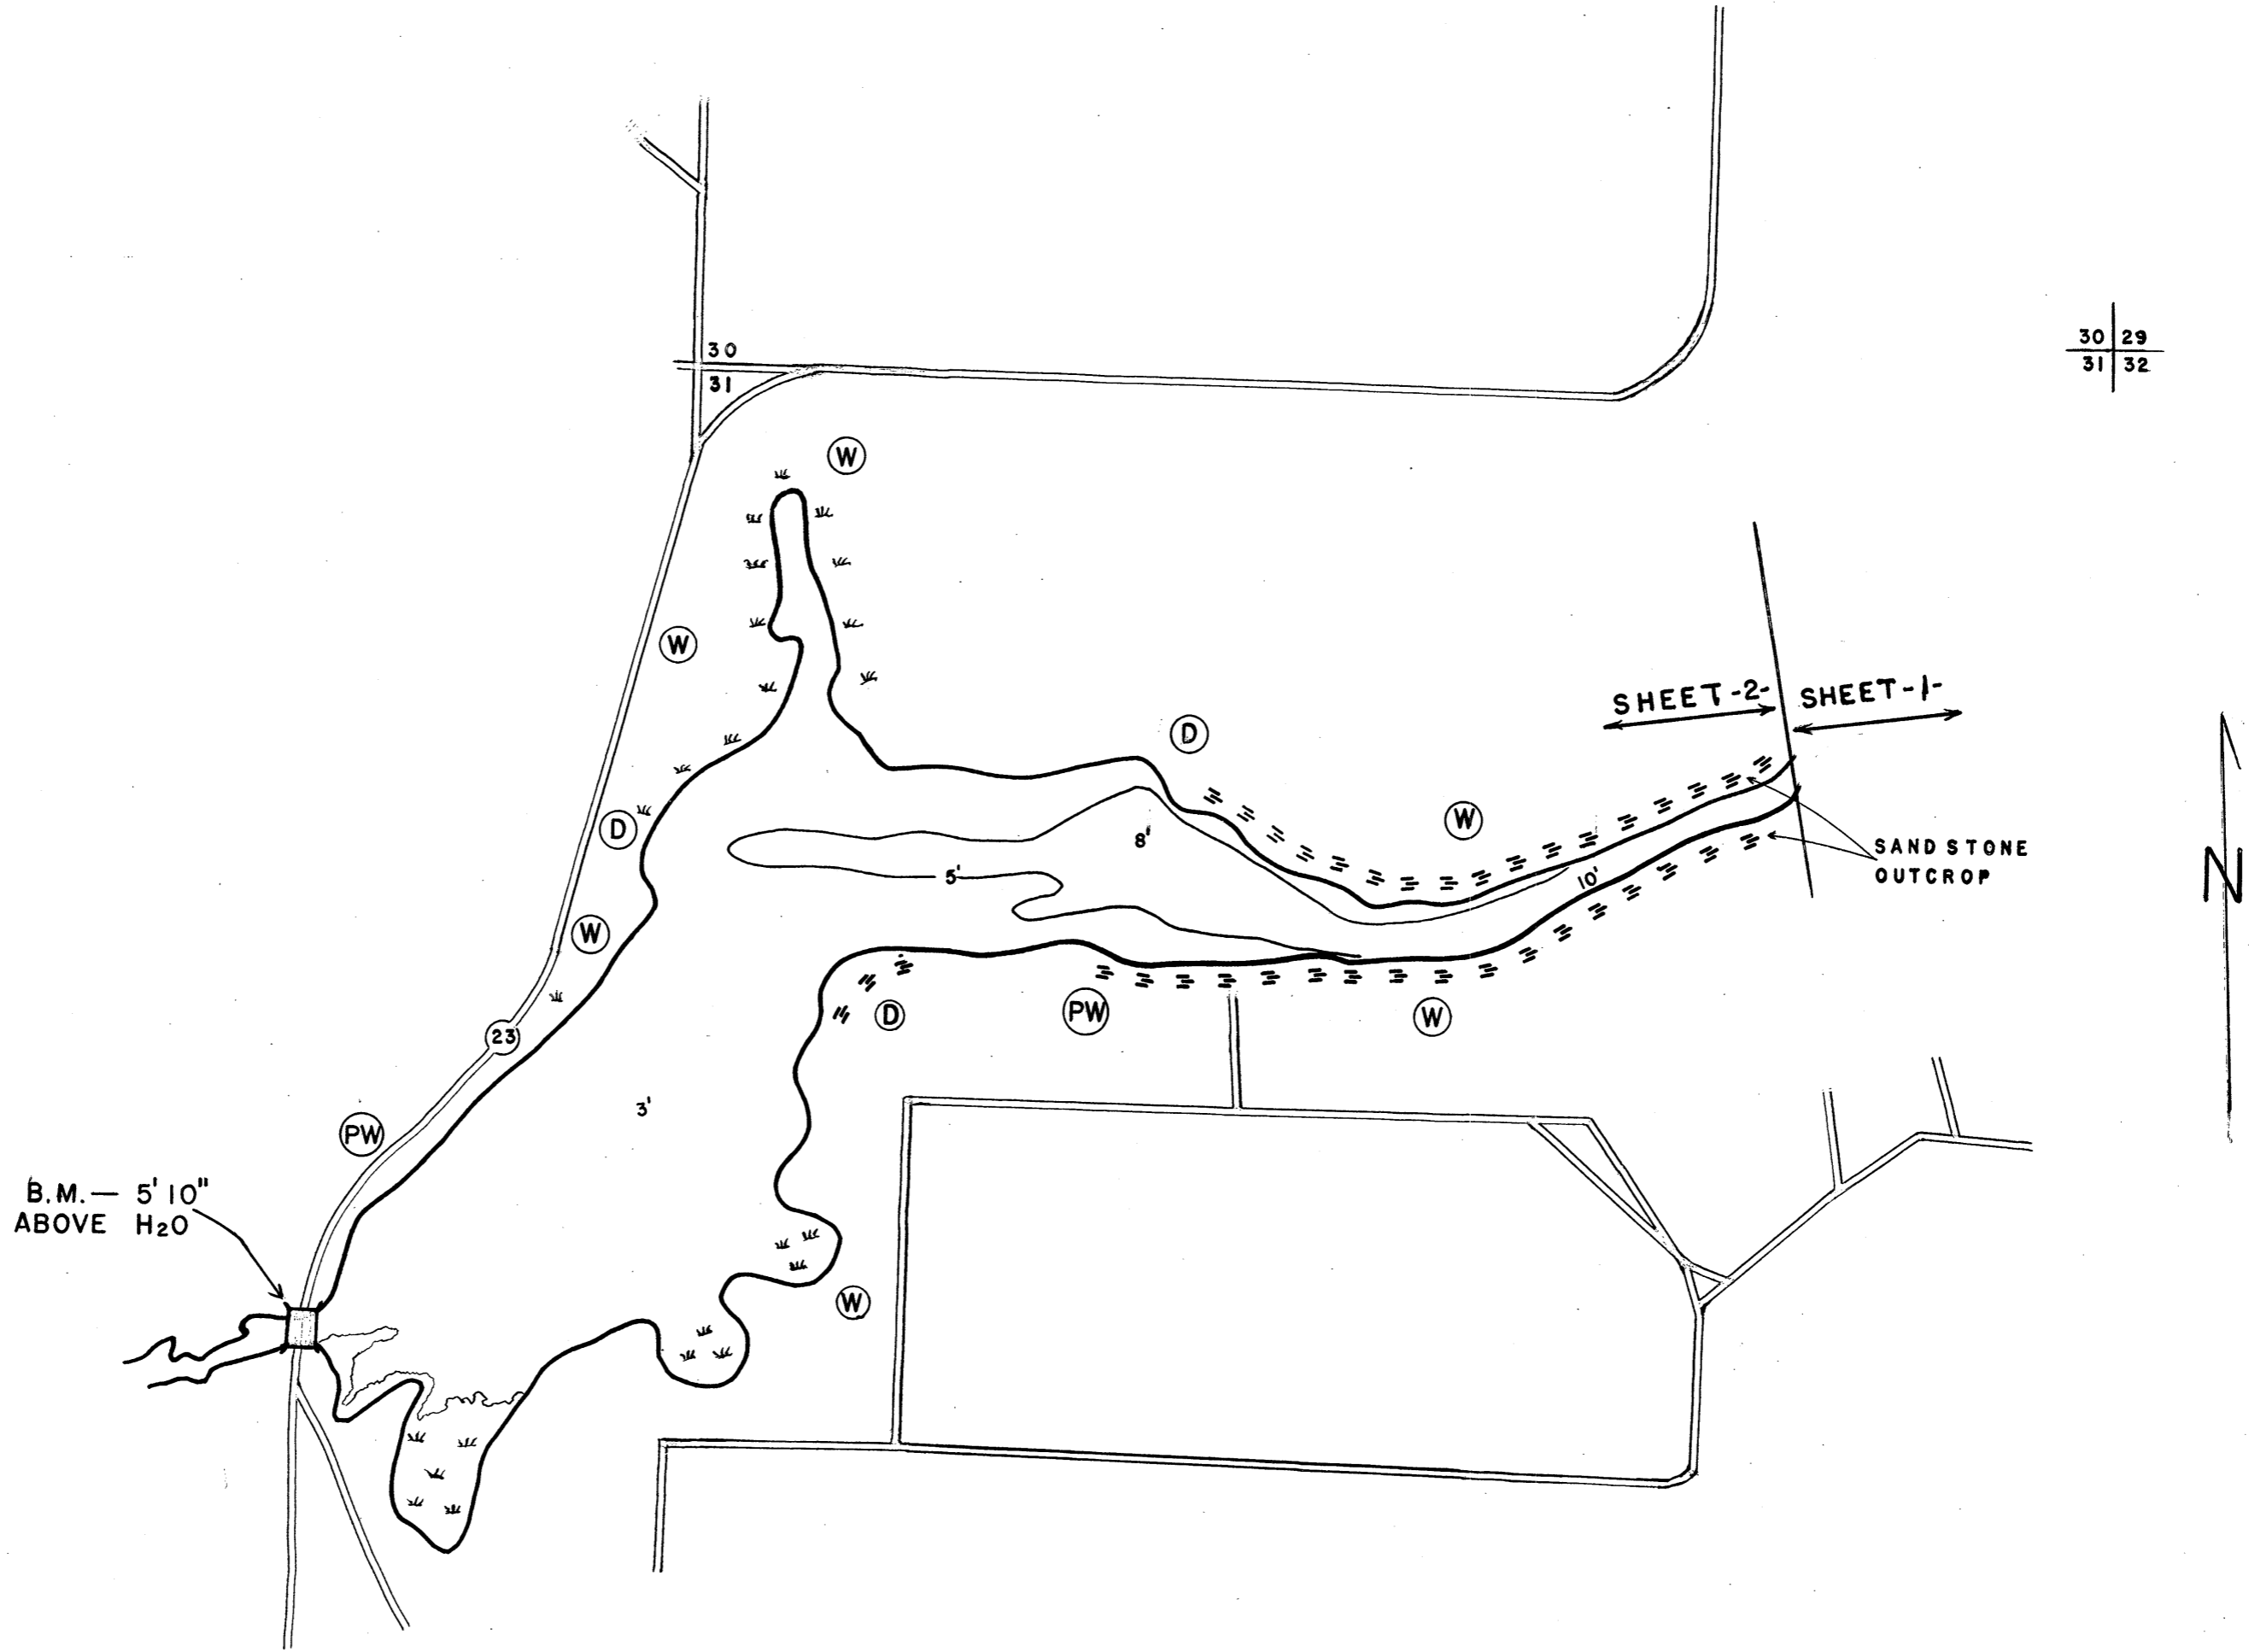 30
31
30 29
31 32
W
W
SHEET -2- SHEET -1-
D
W
D
8'
SAND STONE
OUTCROP
5'
10'
N
W
D
PW
W
23
3'
PW
B.M. — 5' 10"
ABOVE H2O
W